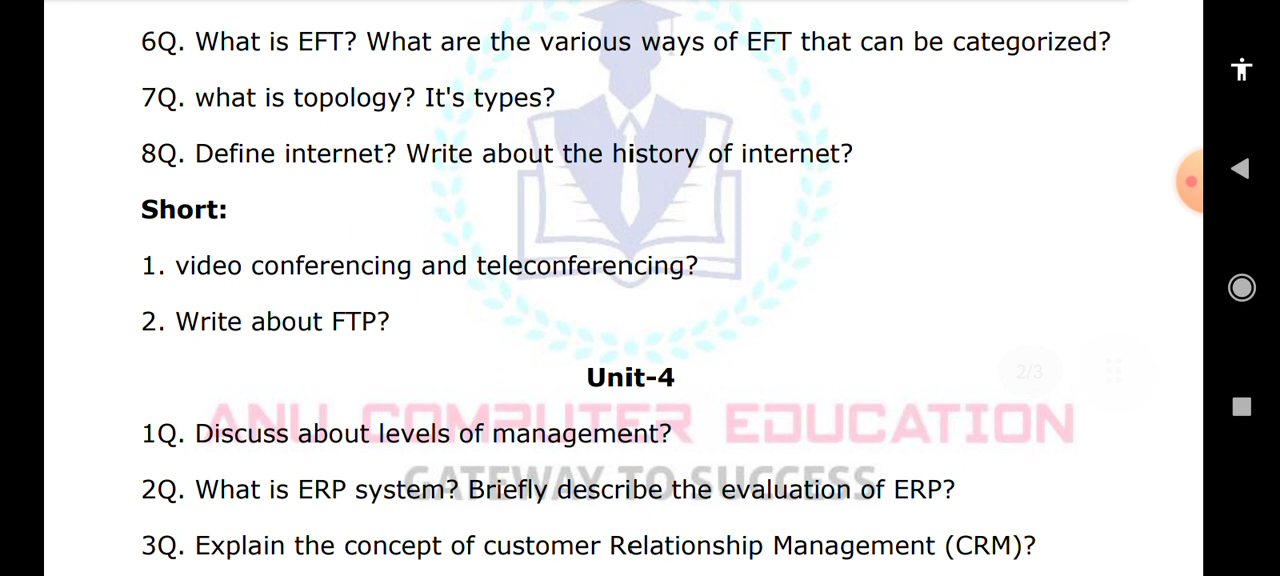 6Q. What is EFT? What are the various ways of EFT that can be categorized?
7Q. what is topology? It's types?
8Q. Define internet? Write about the history of internet?
Short:
1. video conferencing and teleconferencing?
2. Write about FTP?
Unit-4
2/3
ANU COMPUTER EDUCATION
1Q. Discuss about levels of management?
GATEWAY TO SUCCESS
2Q. What is ERP system? Briefly describe the evaluation of ERP?
3Q. Explain the concept of customer Relationship Management (CRM)?